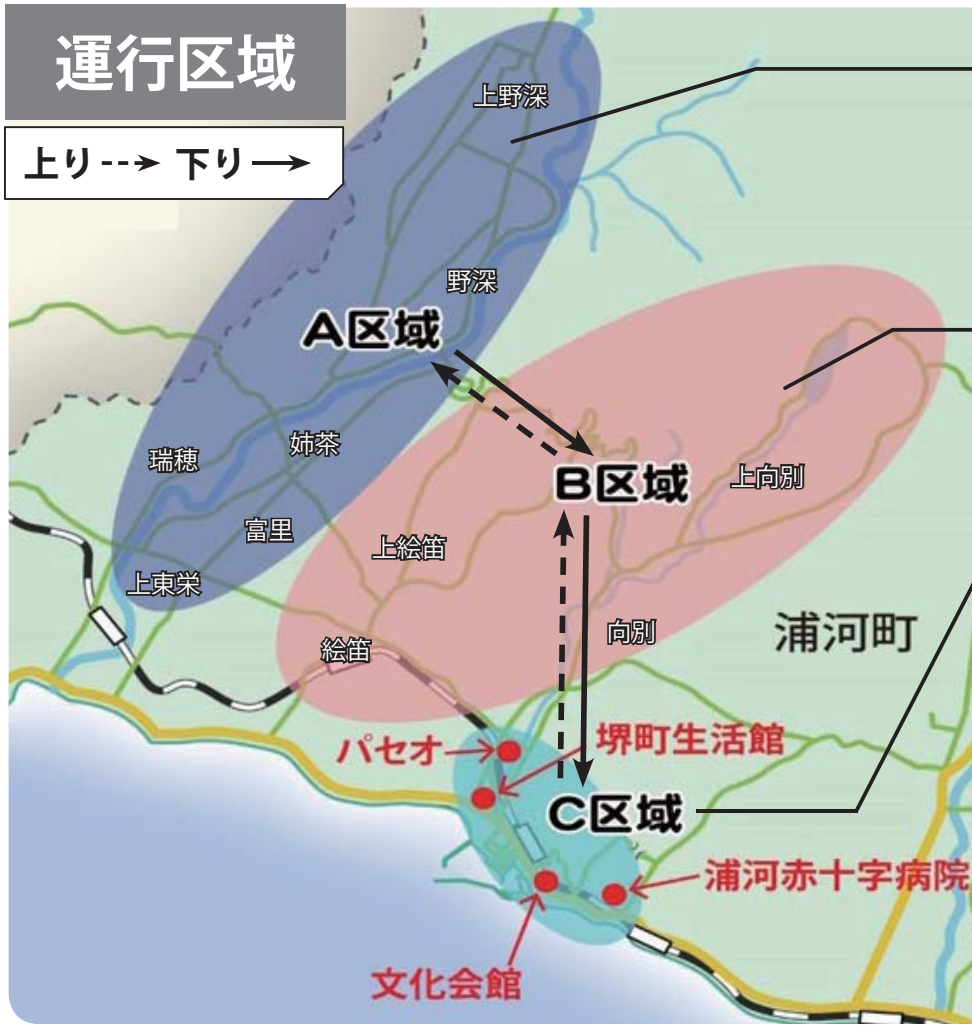 運行区域
上り 下り
上野深
野深
A区域
姉茶
瑞穂
B区域
上向別
富里
上絵笛
上東栄
向別
絵笛
浦河町
パセオ
堺町生活館
C区域
浦河赤十字病院
文化会館